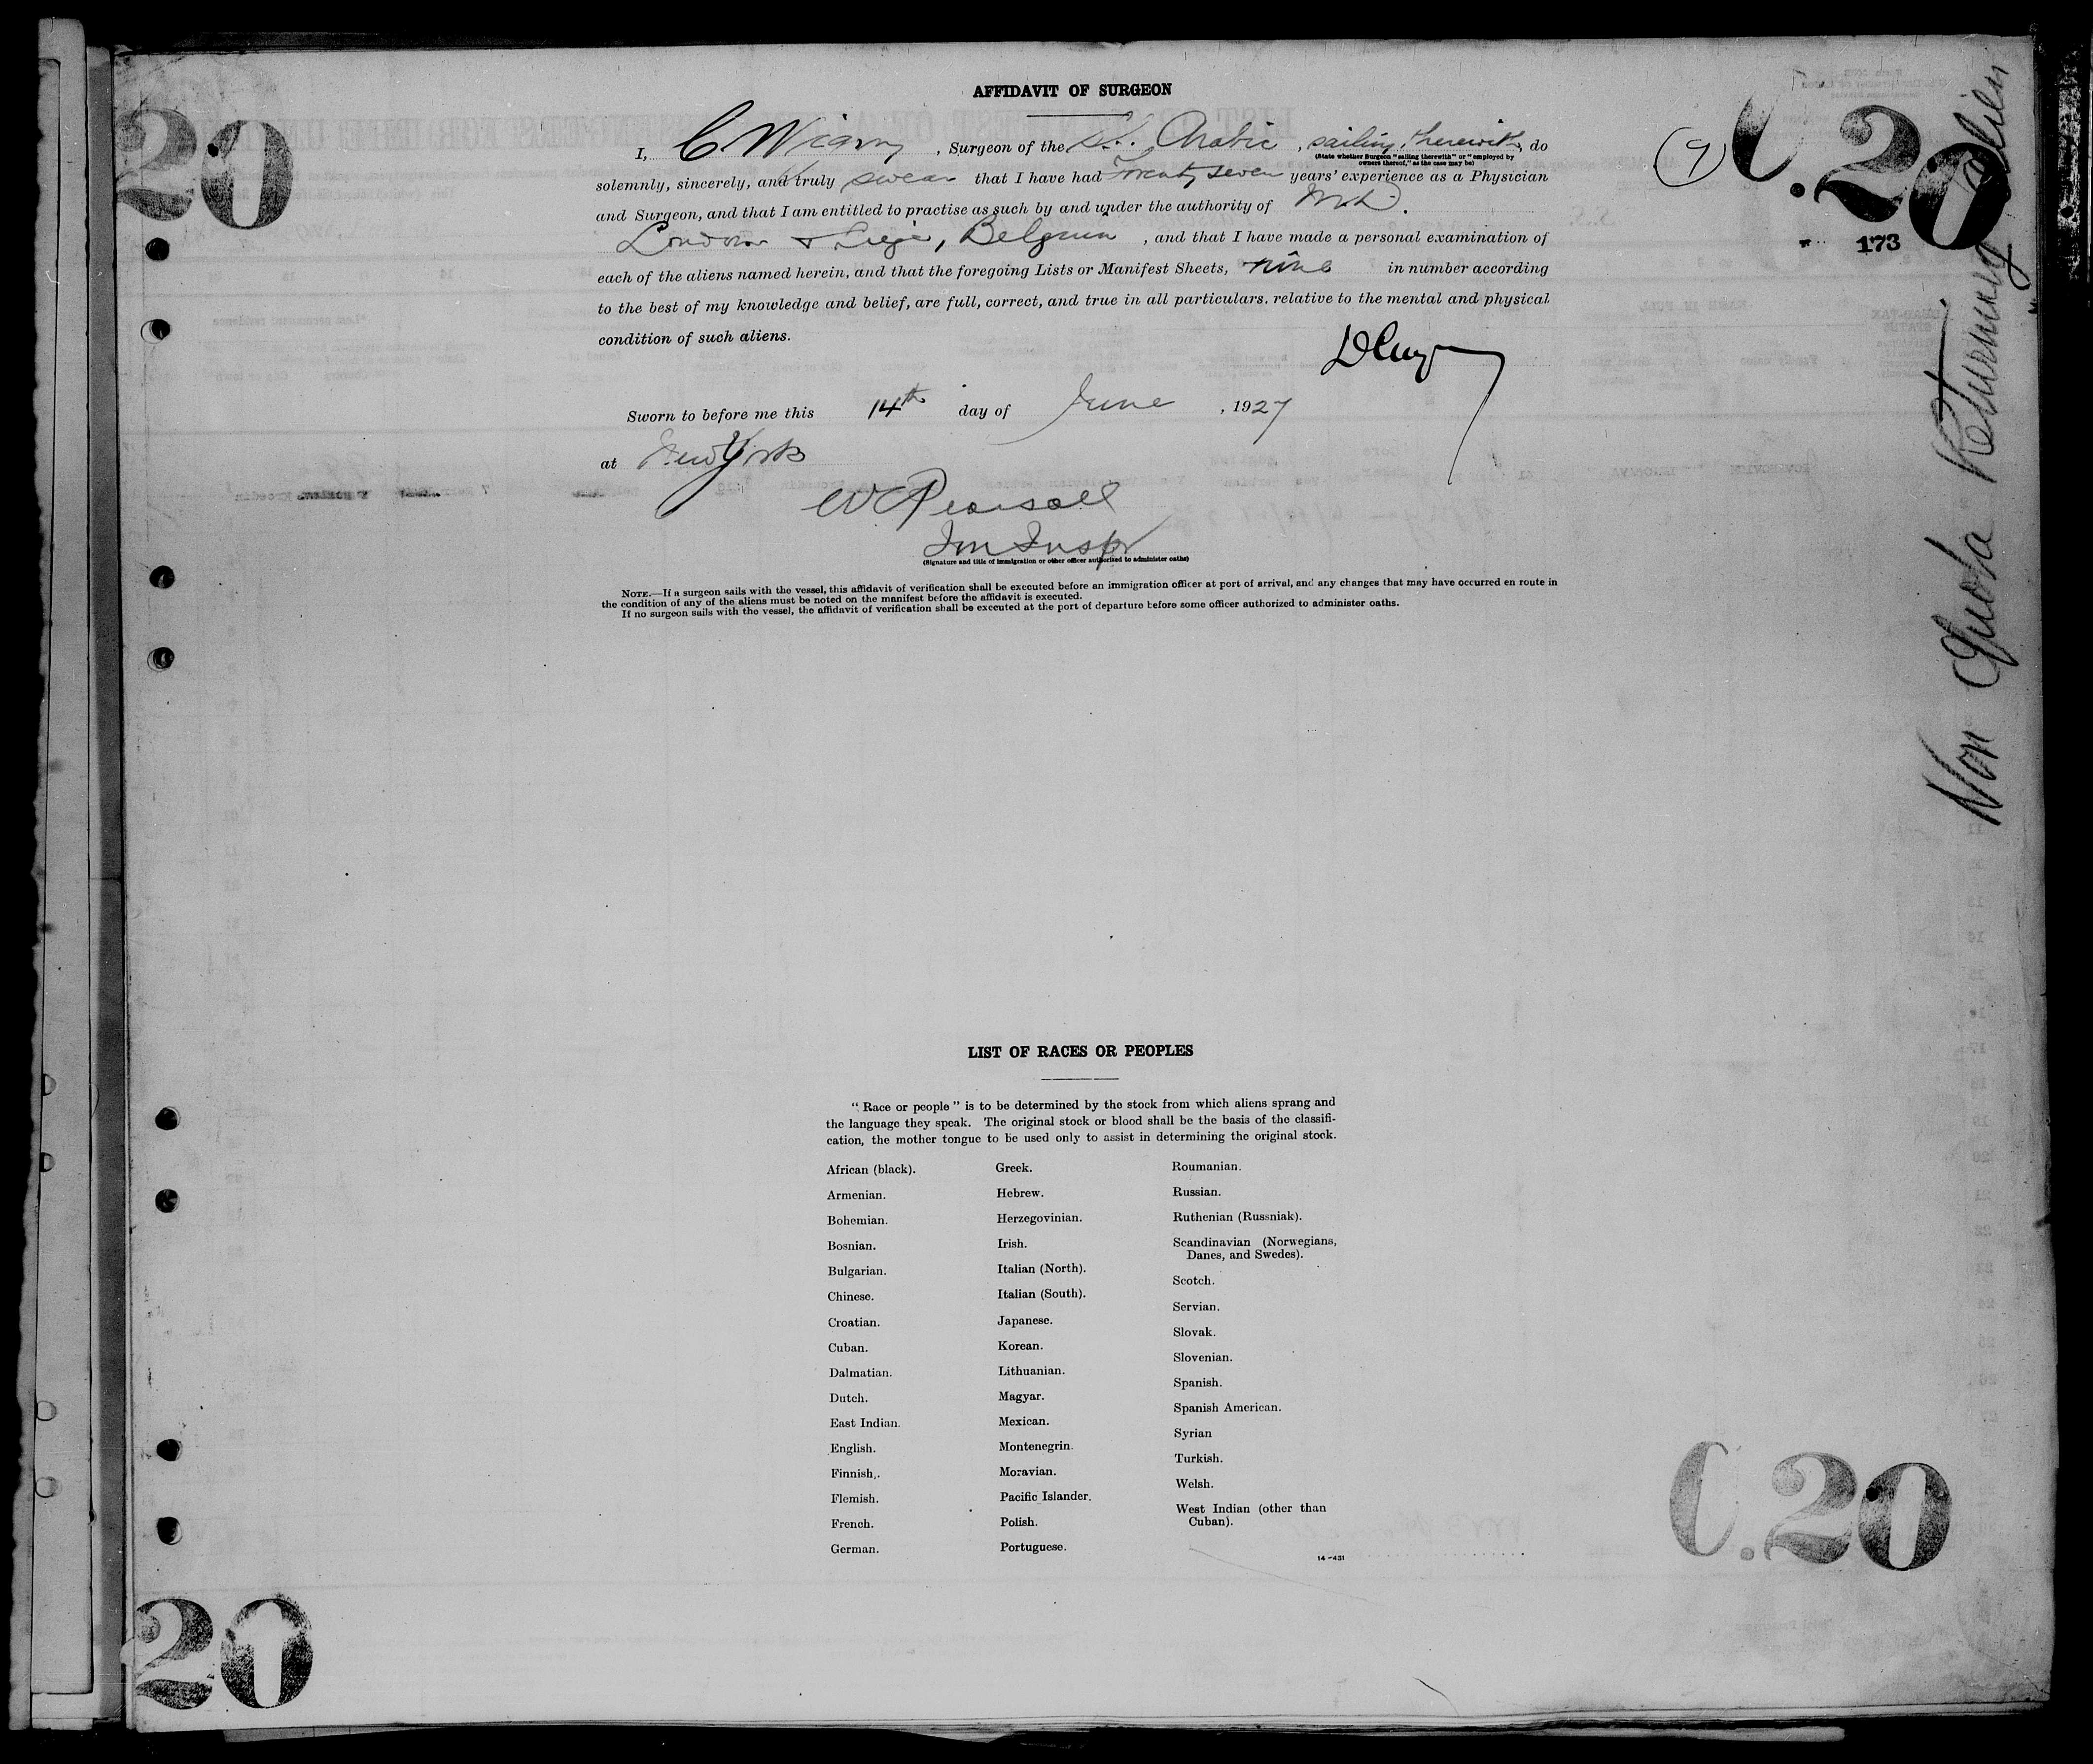 AFFIDAVIT OF SURGEON
I, C , Surgeon of the S.S. Arabic , sailing therewith, do
(State whether Surgeon "sailing therewith" or "employed by
owners thereof," as the case may be)
solemnly, sincerely, and truly swear that I have had Twenty seven years' experience as a Physician
and Surgeon, and that I am entitled to practise as such by and under the authority of M.D.
London & Liege, Belgium , and that I have made a personal examination of
each of the aliens named herein, and that the foregoing Lists or Manifest Sheets, nine in number according
to the best of my knowledge and belief, are full, correct, and true in all particulars. relative to the mental and physical
condition of such aliens.
Sworn to before me this 14th day of June , 1927
at New York
W Pearsall
Im Inspr
(Signature and title of immigration or other officer authorized to administer oaths)
NOTE.—If a surgeon sails with the vessel, this affidavit of verification shall be executed before an immigration officer at port of arrival, and any changes that may have occurred en route in
the condition of any of the aliens must be noted on the manifest before the affidavit is executed.
If no surgeon sails with the vessel, the affidavit of verification shall be executed at the port of departure before some officer authorized to administer oaths.
20
(9)
C.20
173
Non Quota Returning Alien
LIST OF RACES OR PEOPLES
"Race or people" is to be determined by the stock from which aliens sprang and
the language they speak. The original stock or blood shall be the basis of the classifi-
cation, the mother tongue to be used only to assist in determining the original stock.
African (black).
Armenian.
Bohemian.
Bosnian.
Bulgarian.
Chinese.
Croatian.
Cuban.
Dalmatian.
Dutch.
East Indian.
English.
Finnish.
Flemish.
French.
German.
Greek.
Hebrew.
Herzegovinian.
Irish.
Italian (North).
Italian (South).
Japanese.
Korean.
Lithuanian.
Magyar.
Mexican.
Montenegrin.
Moravian.
Pacific Islander.
Polish.
Portuguese.
Roumanian.
Russian.
Ruthenian (Russniak).
Scandinavian (Norwegians,
Danes, and Swedes).
Scotch.
Servian.
Slovak.
Slovenian.
Spanish.
Spanish American.
Syrian
Turkish.
Welsh.
West Indian (other than
Cuban).
14-431
C.20
20